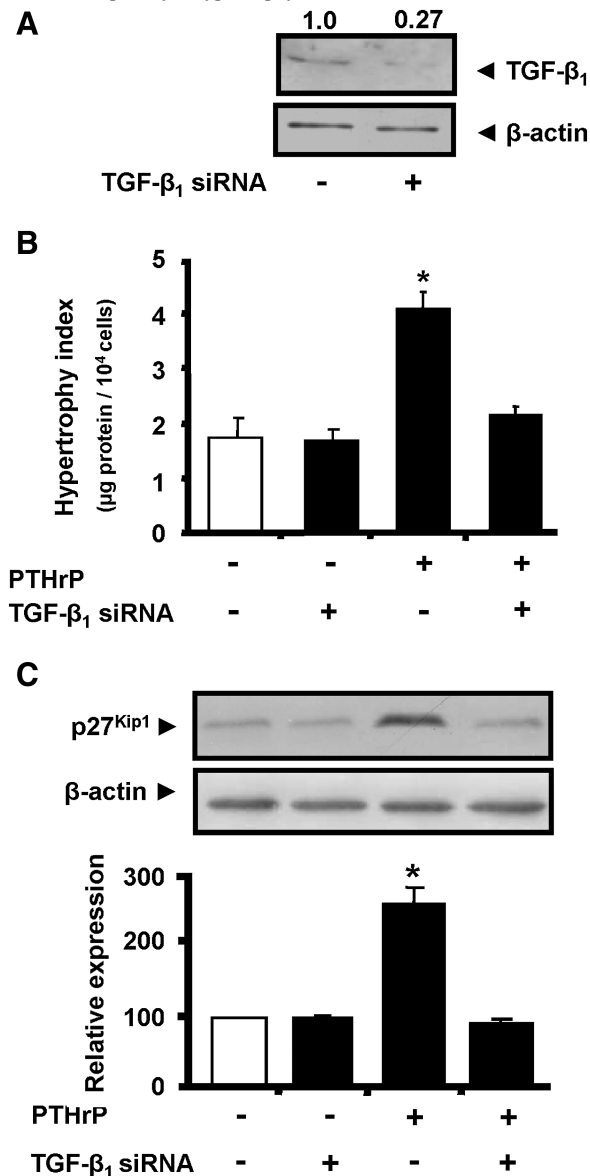 A
1.0 0.27
◄ TGF-β₁
◄ β-actin
TGF-β₁ siRNA - +
B
Hypertrophy index
(μg protein / 10⁴ cells)
5
4
3
2
1
0
*
PTHrP - - + +
TGF-β₁ siRNA - + - +
C
p27ᴷⁱᵖ¹ ►
β-actin ►
Relative expression
300
200
100
0
*
PTHrP - - + +
TGF-β₁ siRNA - + - +